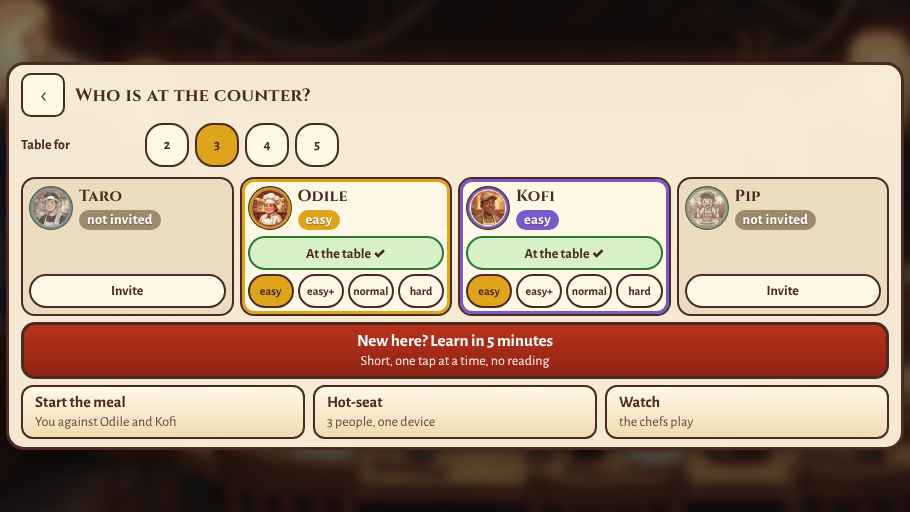 ‹ Who is at the counter?
Table for 2 3 4 5
Taro
not invited
Invite
Odile
easy
At the table ✔
easy easy+ normal hard
Kofi
easy
At the table ✔
easy easy+ normal hard
Pip
not invited
Invite
New here? Learn in 5 minutes
Short, one tap at a time, no reading
Start the meal
You against Odile and Kofi
Hot-seat
3 people, one device
Watch
the chefs play